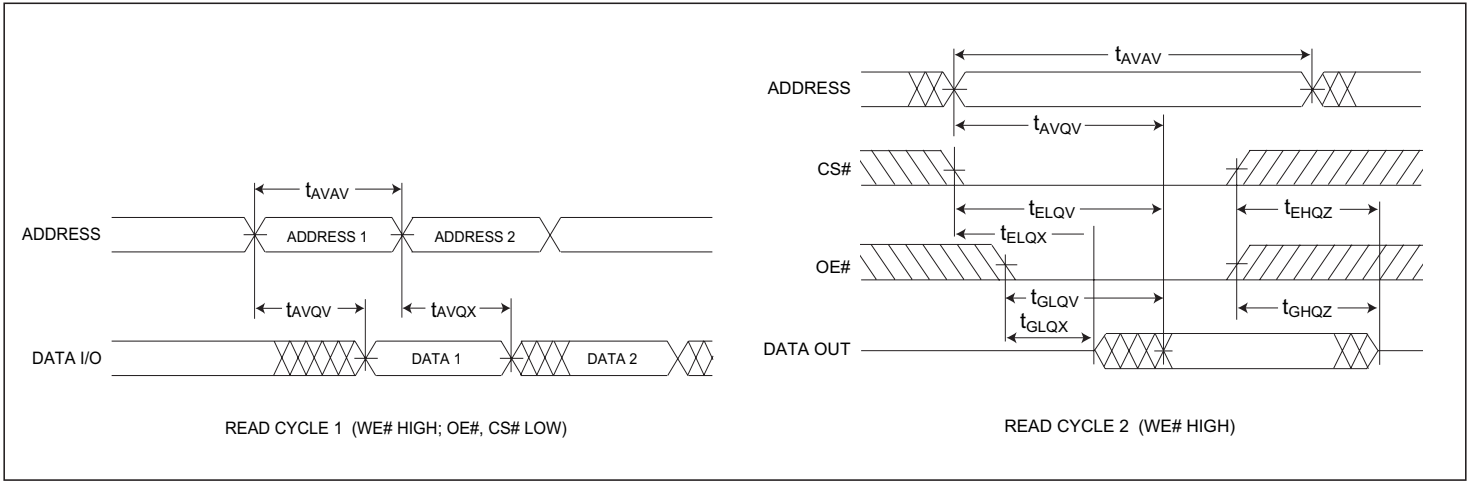 tAVAV
ADDRESS
ADDRESS 1
ADDRESS 2
tAVQV
tAVQX
DATA I/O
DATA 1
DATA 2
READ CYCLE 1 (WE# HIGH; OE#, CS# LOW)
tAVAV
ADDRESS
tAVQV
CS#
tELQV
tEHQZ
tELQX
OE#
tGLQV
tGHQZ
tGLQX
DATA OUT
READ CYCLE 2 (WE# HIGH)